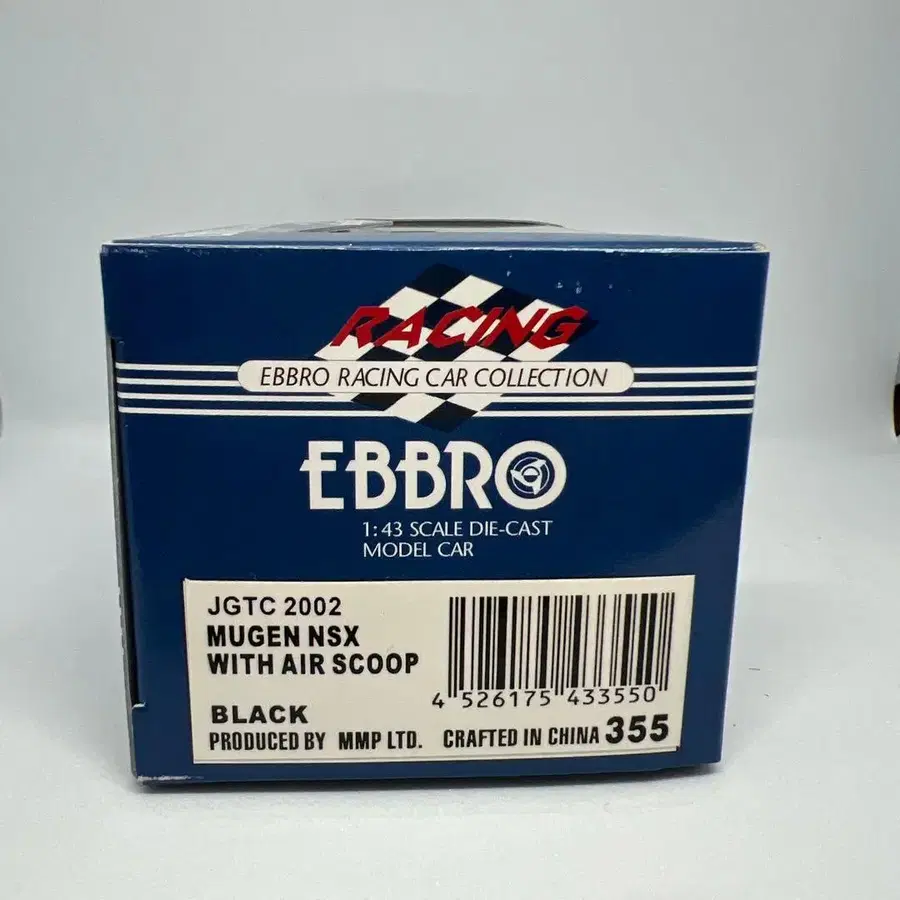 RACING
EBBRO RACING CAR COLLECTION
EBBRO
1:43 SCALE DIE-CAST
MODEL CAR
JGTC 2002
MUGEN NSX
WITH AIR SCOOP
4 526175 433550
BLACK
PRODUCED BY MMP LTD. CRAFTED IN CHINA 355